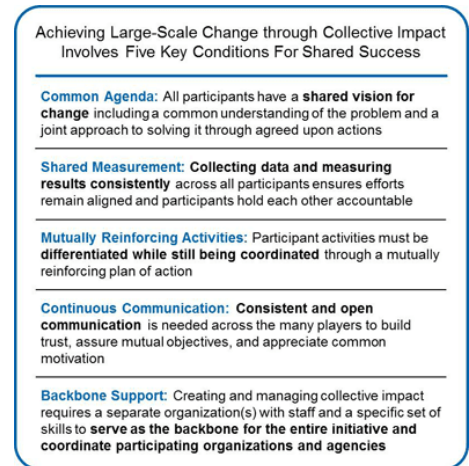 Achieving Large-Scale Change through Collective Impact
Involves Five Key Conditions For Shared Success
Common Agenda: All participants have a shared vision for
change including a common understanding of the problem and a
joint approach to solving it through agreed upon actions
Shared Measurement: Collecting data and measuring
results consistently across all participants ensures efforts
remain aligned and participants hold each other accountable
Mutually Reinforcing Activities: Participant activities must be
differentiated while still being coordinated through a mutually
reinforcing plan of action
Continuous Communication: Consistent and open
communication is needed across the many players to build
trust, assure mutual objectives, and appreciate common
motivation
Backbone Support: Creating and managing collective impact
requires a separate organization(s) with staff and a specific set of
skills to serve as the backbone for the entire initiative and
coordinate participating organizations and agencies